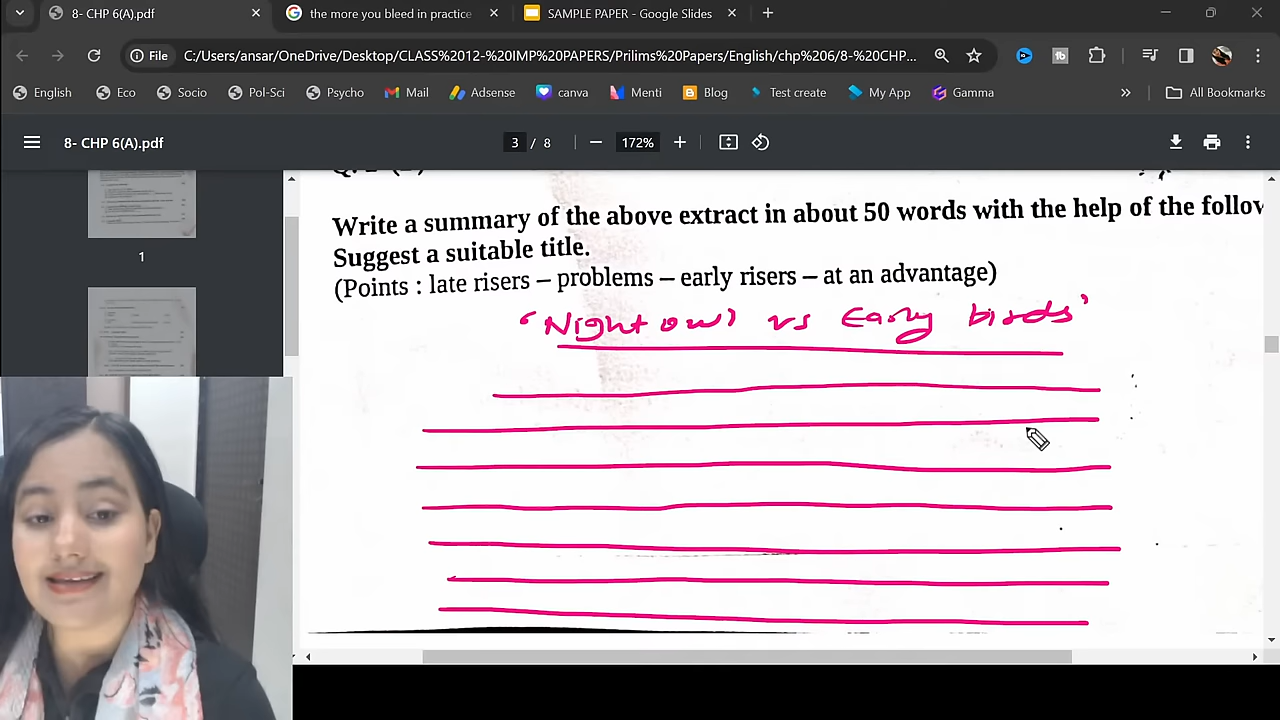 8- CHP 6(A).pdf
the more you bleed in practice
SAMPLE PAPER - Google Slides
File
C:/Users/ansar/OneDrive/Desktop/CLASS%2012-%20IMP%20PAPERS/Prilims%20Papers/English/chp%206/8-%20CHP...
English
Eco
Socio
Pol-Sci
Psycho
Mail
Adsense
canva
Menti
Blog
Test create
My App
Gamma
All Bookmarks
8- CHP 6(A).pdf
3 / 8
172%
1
Write a summary of the above extract in about 50 words with the help of the follov
Suggest a suitable title.
(Points : late risers – problems – early risers – at an advantage)
'Night owl vs Early birds'